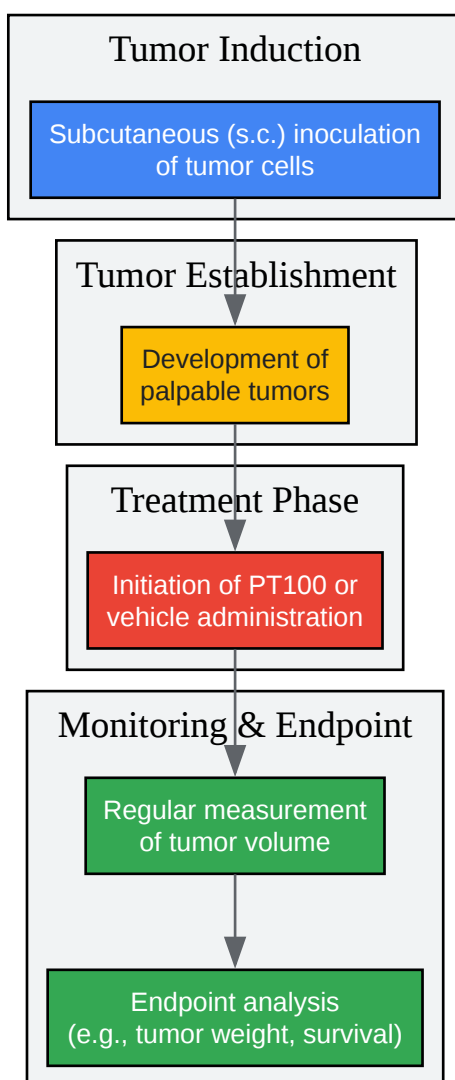 Tumor Induction
Subcutaneous (s.c.) inoculation
of tumor cells
Tumor Establishment
Development of
palpable tumors
Treatment Phase
Initiation of PT100 or
vehicle administration
Monitoring & Endpoint
Regular measurement
of tumor volume
Endpoint analysis
(e.g., tumor weight, survival)